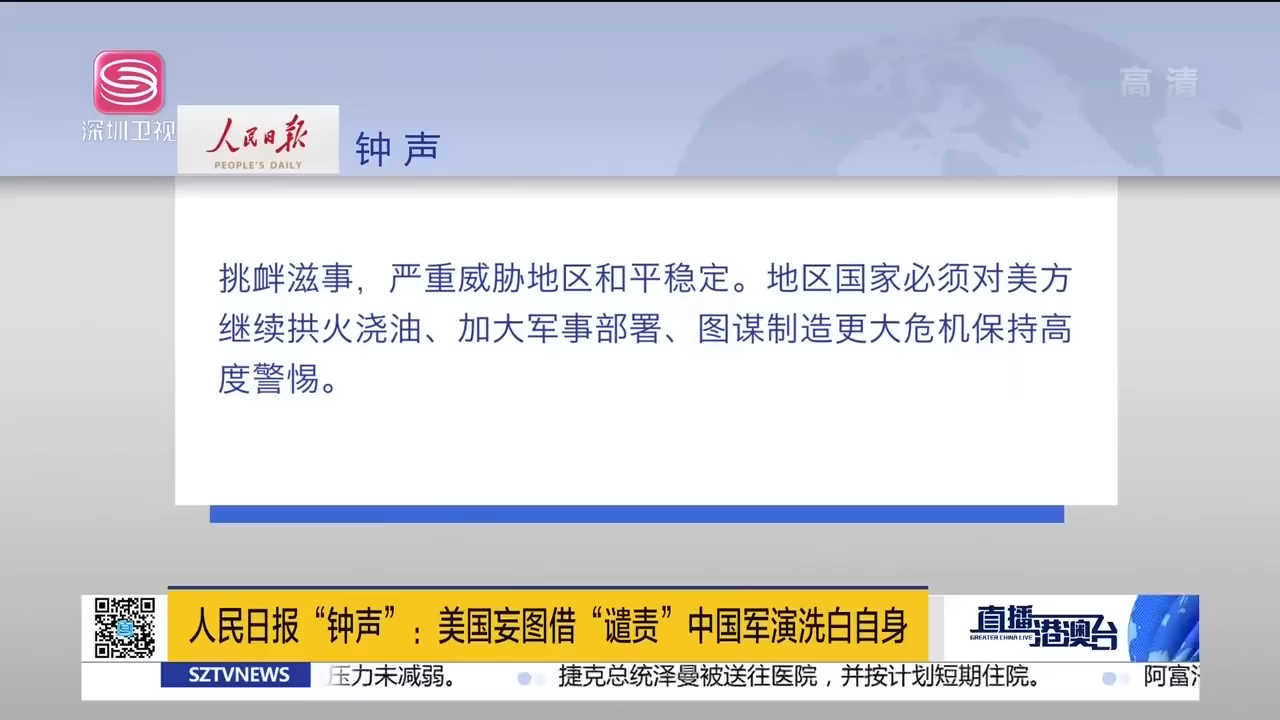 高清
深圳卫视
人民日报
PEOPLE'S DAILY
钟声
挑衅滋事，严重威胁地区和平稳定。地区国家必须对美方
继续拱火浇油、加大军事部署、图谋制造更大危机保持高
度警惕。
人民日报“钟声”：美国妄图借“谴责”中国军演洗白自身
直播港澳台
GREATER CHINA LIVE
SZTVNEWS
压力未减弱。
捷克总统泽曼被送往医院，并按计划短期住院。
阿富